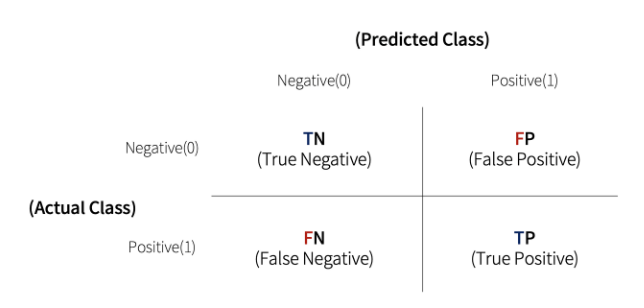 (Predicted Class)
Negative(0) Positive(1)
Negative(0) TN FP
(True Negative) (False Positive)
(Actual Class)
Positive(1) FN TP
(False Negative) (True Positive)